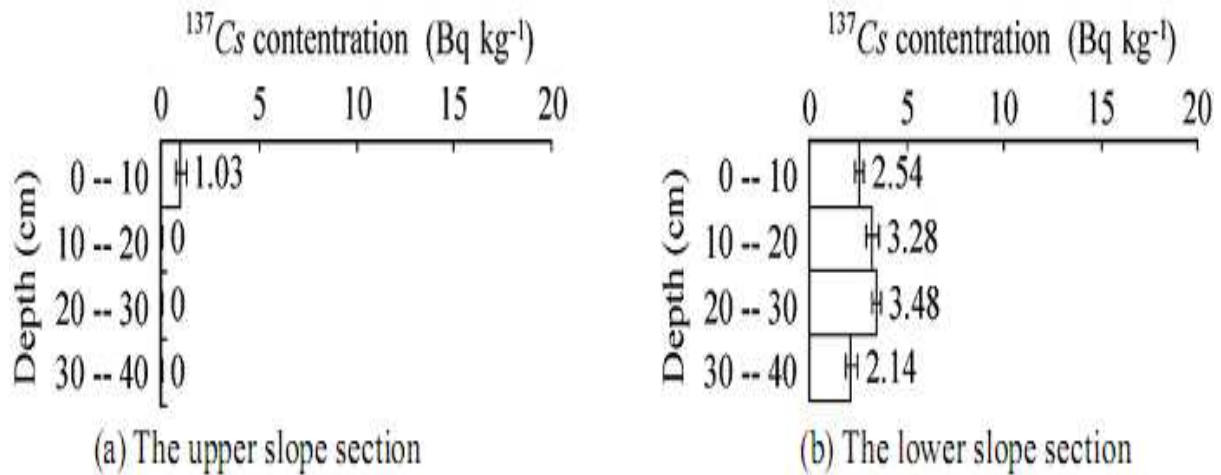 ¹³⁷Cs contentration (Bq kg⁻¹)
0 5 10 15 20
Depth (cm)
0 -- 10 1.03
10 -- 20 0
20 -- 30 0
30 -- 40 0
(a) The upper slope section
¹³⁷Cs contentration (Bq kg⁻¹)
0 5 10 15 20
Depth (cm)
0 -- 10 2.54
10 -- 20 3.28
20 -- 30 3.48
30 -- 40 2.14
(b) The lower slope section